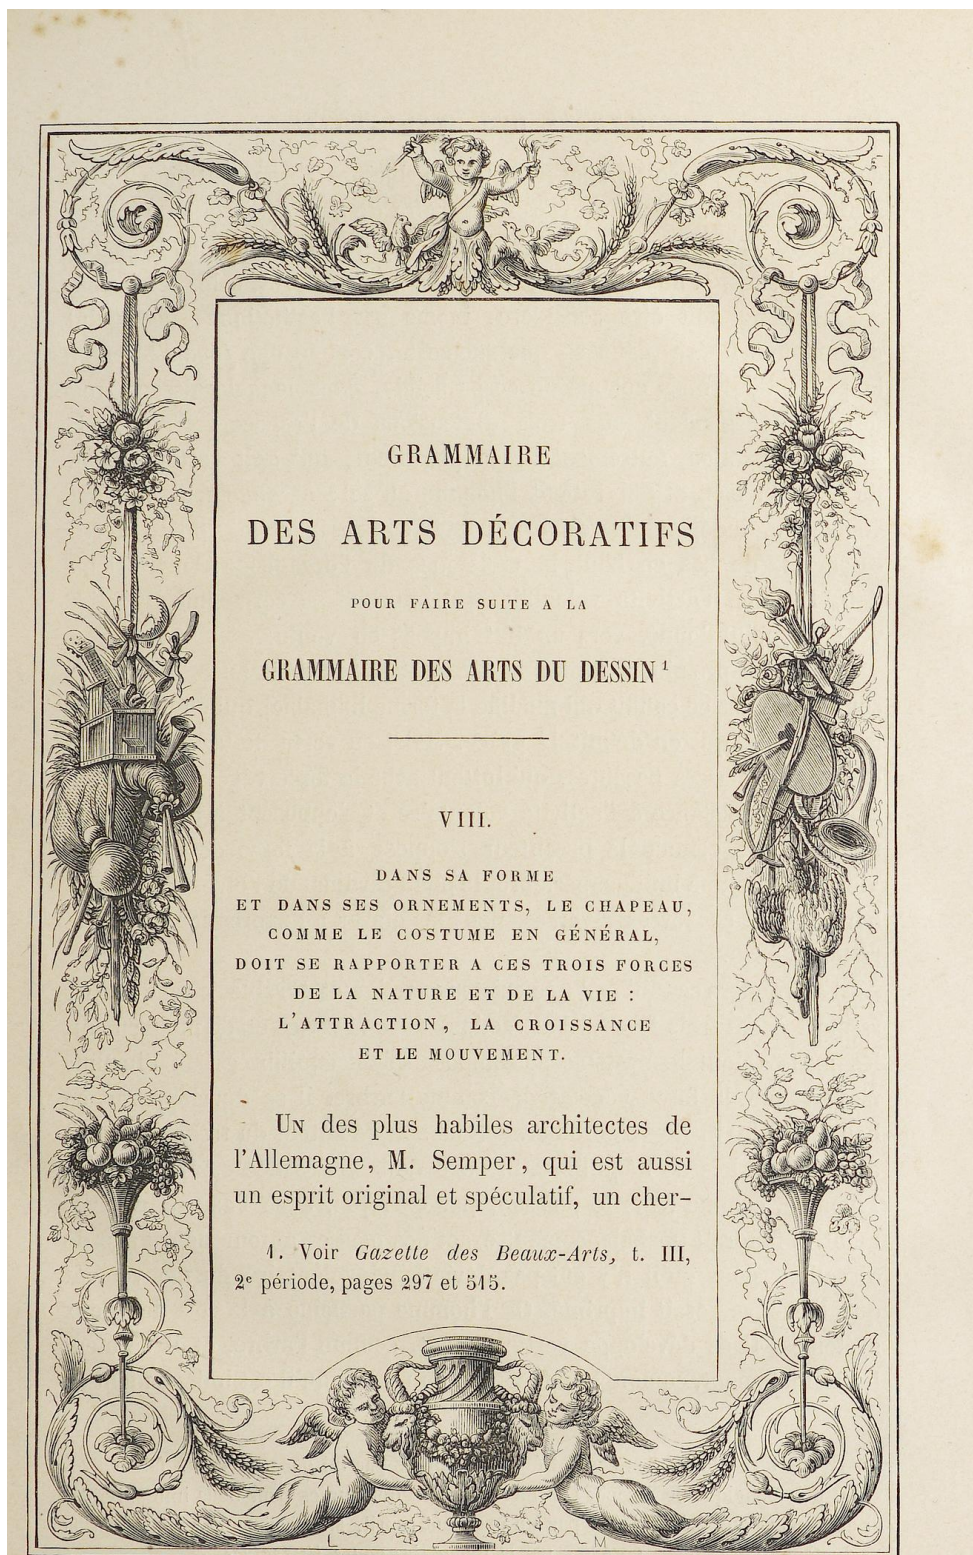 GRAMMAIRE
DES ARTS DÉCORATIFS
POUR FAIRE SUITE A LA
GRAMMAIRE DES ARTS DU DESSIN ¹
VIII.
DANS SA FORME
ET DANS SES ORNEMENTS, LE CHAPEAU,
COMME LE COSTUME EN GÉNÉRAL,
DOIT SE RAPPORTER A CES TROIS FORCES
DE LA NATURE ET DE LA VIE :
L'ATTRACTION, LA CROISSANCE
ET LE MOUVEMENT.
UN des plus habiles architectes de
l'Allemagne, M. Semper, qui est aussi
un esprit original et spéculatif, un cher-
1. Voir Gazette des Beaux-Arts, t. III,
2e période, pages 297 et 515.
L M